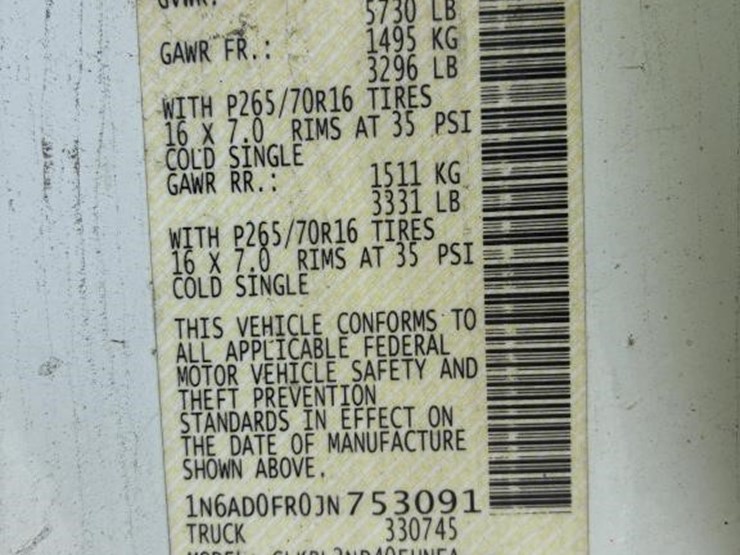 GVWR:
5730 LB
GAWR FR.: 1495 KG
3296 LB
WITH P265/70R16 TIRES
16 X 7.0 RIMS AT 35 PSI
COLD SINGLE
GAWR RR.: 1511 KG
3331 LB
WITH P265/70R16 TIRES
16 X 7.0 RIMS AT 35 PSI
COLD SINGLE
THIS VEHICLE CONFORMS TO
ALL APPLICABLE FEDERAL
MOTOR VEHICLE SAFETY AND
THEFT PREVENTION
STANDARDS IN EFFECT ON
THE DATE OF MANUFACTURE
SHOWN ABOVE.
1N6AD0FR0JN753091
TRUCK 330745